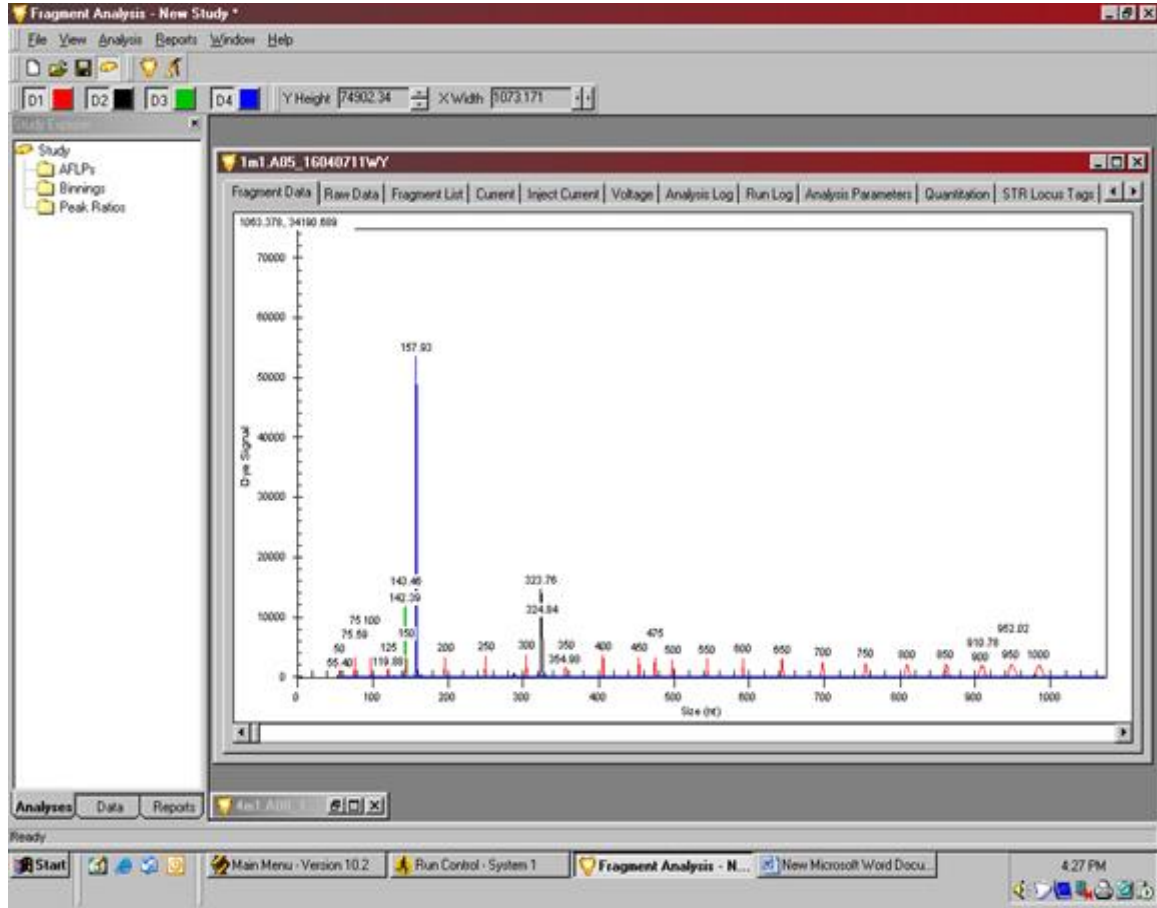 Fragment Analysis - New Study *
File View Analysis Reports Window Help
D1 D2 D3 D4 Y Height 74902.34 X Width 1073.171
Study Explorer
Study
AFLPs
Binnings
Peak Ratios
1m1.A05_16040711WY
Fragment Data Raw Data Fragment List Current Inject Current Voltage Analysis Log Run Log Analysis Parameters Quantitation STR Locus Tags
1063.378, 34190.689
70000
60000
157.93
50000
40000
Dye Signal
30000
20000
143.46 323.76
142.39 324.84
10000
75 100 475 952.02
75.59 150 910.78
50 125 200 250 300 350 400 450 500 550 600 650 700 750 800 850 900 950 1000
55.40 119.88 354.98
0
0 100 200 300 400 500 600 700 800 900 1000
Size (nt)
Analyses Data Reports
Ready
Start Main Menu - Version 10.2 Run Control - System 1 Fragment Analysis - N... New Microsoft Word Docu... 4:27 PM